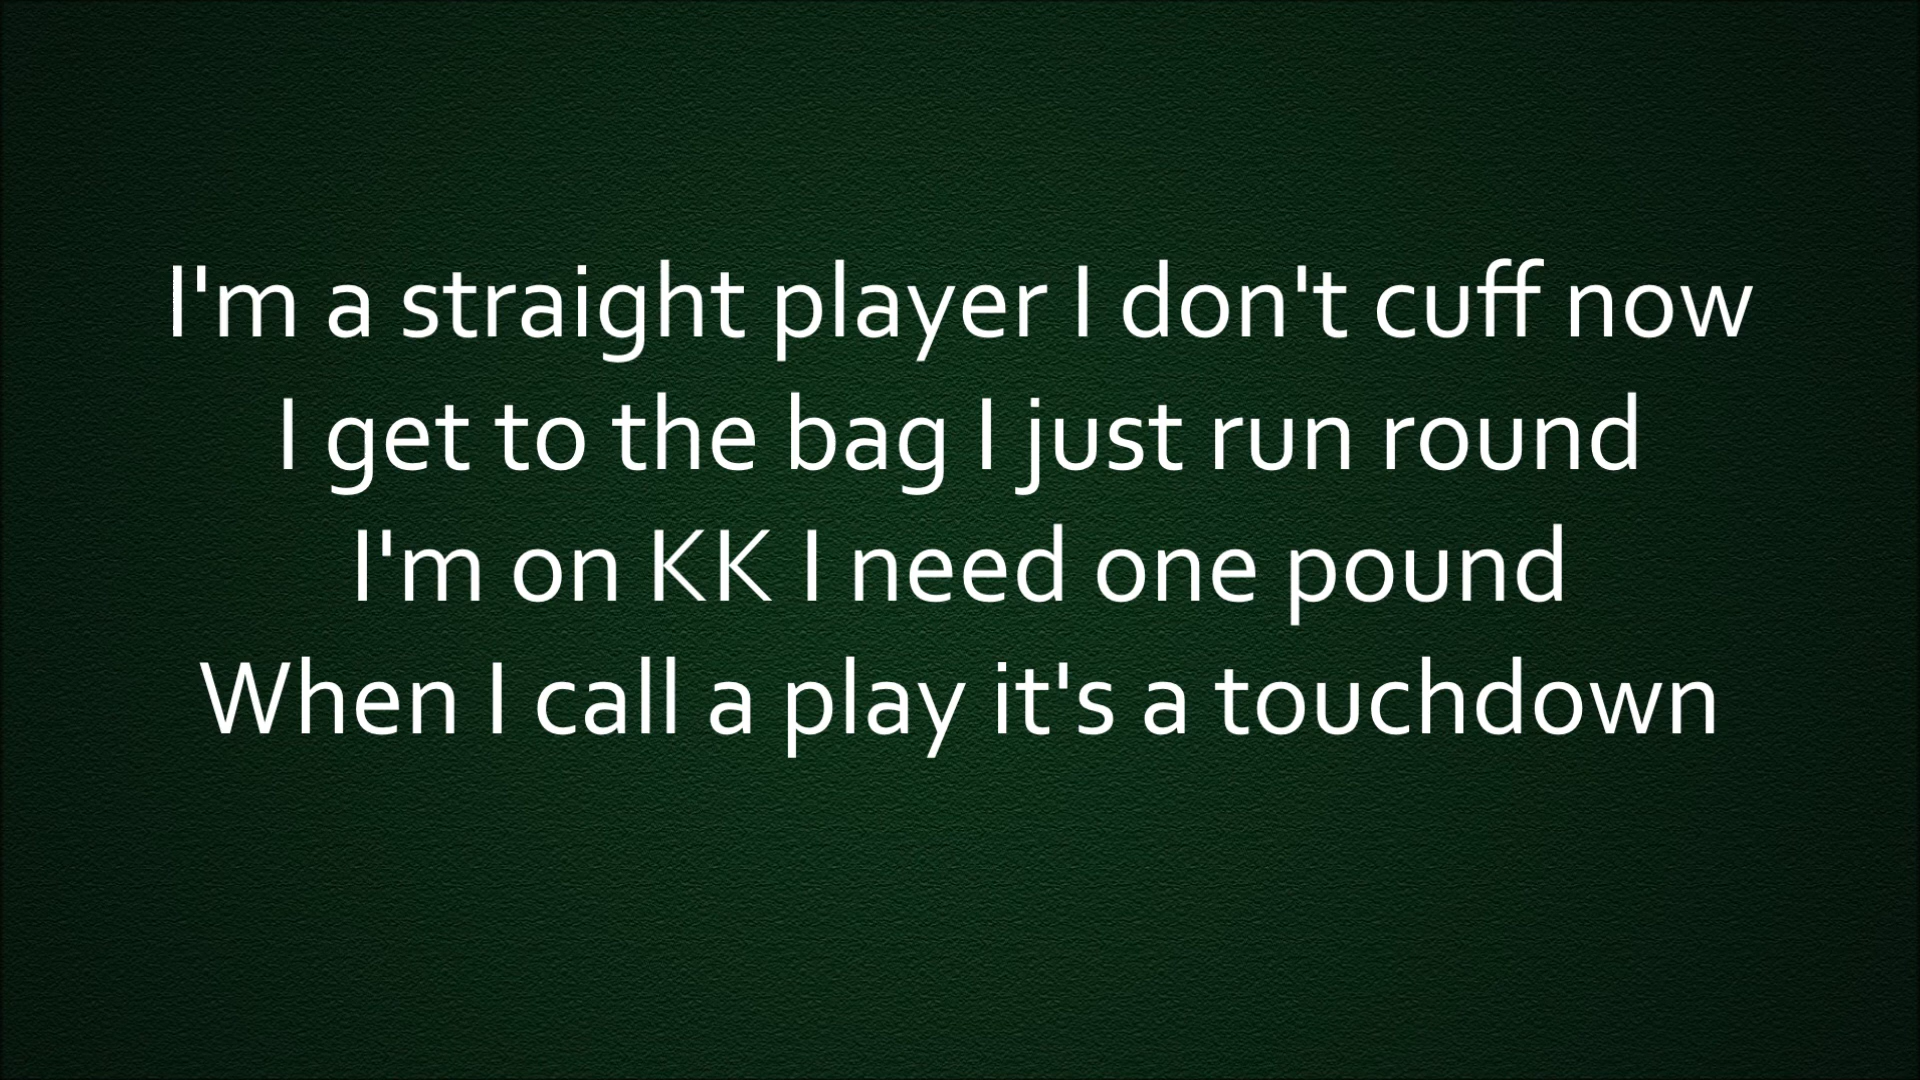 I'm a straight player I don't cuff now
I get to the bag I just run round
I'm on KK I need one pound
When I call a play it's a touchdown